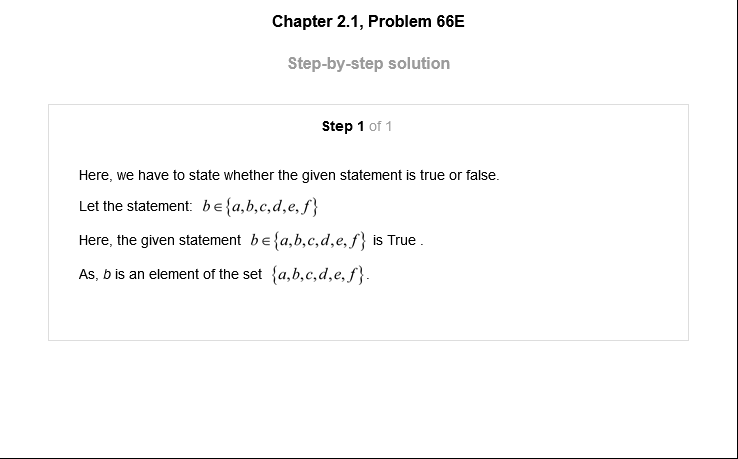 Chapter 2.1, Problem 66E
Step-by-step solution
Step 1 of 1
Here, we have to state whether the given statement is true or false.
Let the statement: b∈{a,b,c,d,e,f}
Here, the given statement b∈{a,b,c,d,e,f} is True .
As, b is an element of the set {a,b,c,d,e,f}.